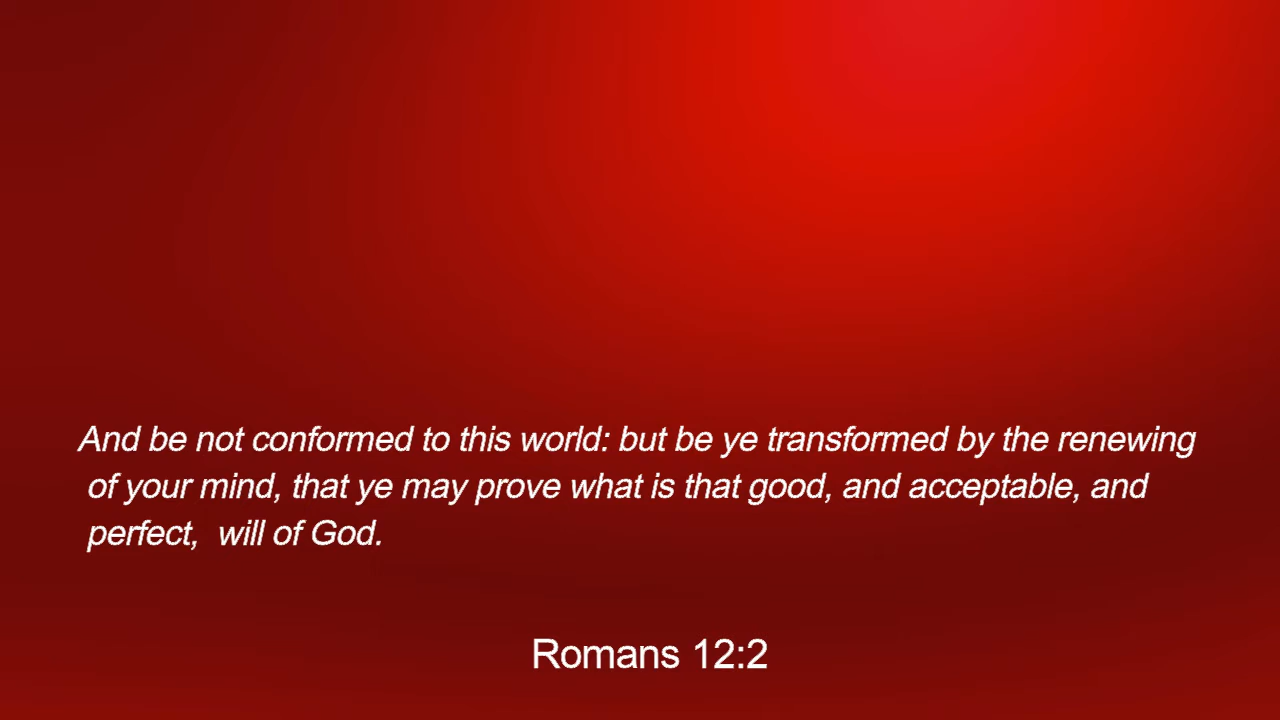 And be not conformed to this world: but be ye transformed by the renewing
of your mind, that ye may prove what is that good, and acceptable, and
perfect,  will of God.
Romans 12:2